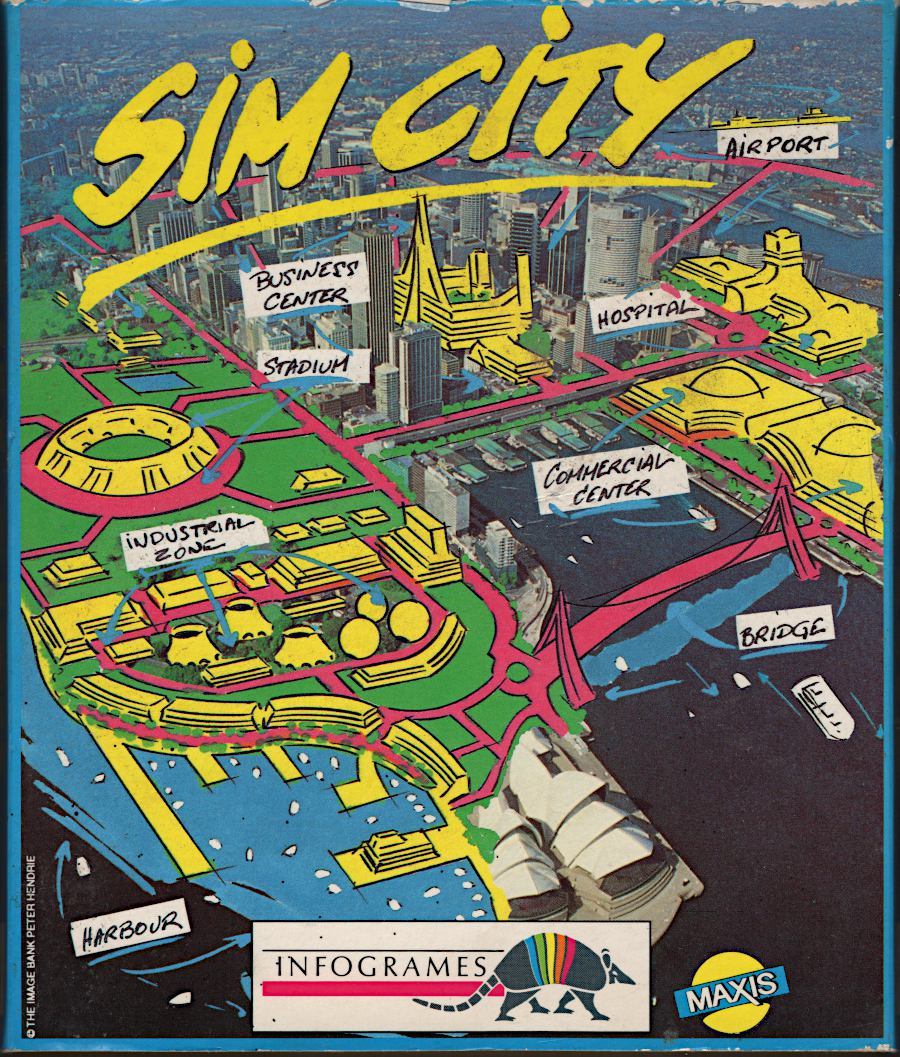 SiM CiTY
AiRPORT
BUSINESS
CENTER
HOSPITAL
STADIUM
COMMERCIAL
CENTER
iNDUSTRIAL
ZONE
BRIDGE
HARBOUR
INFOGRAMES
MAXIS
© THE IMAGE BANK PETER HENDRIE